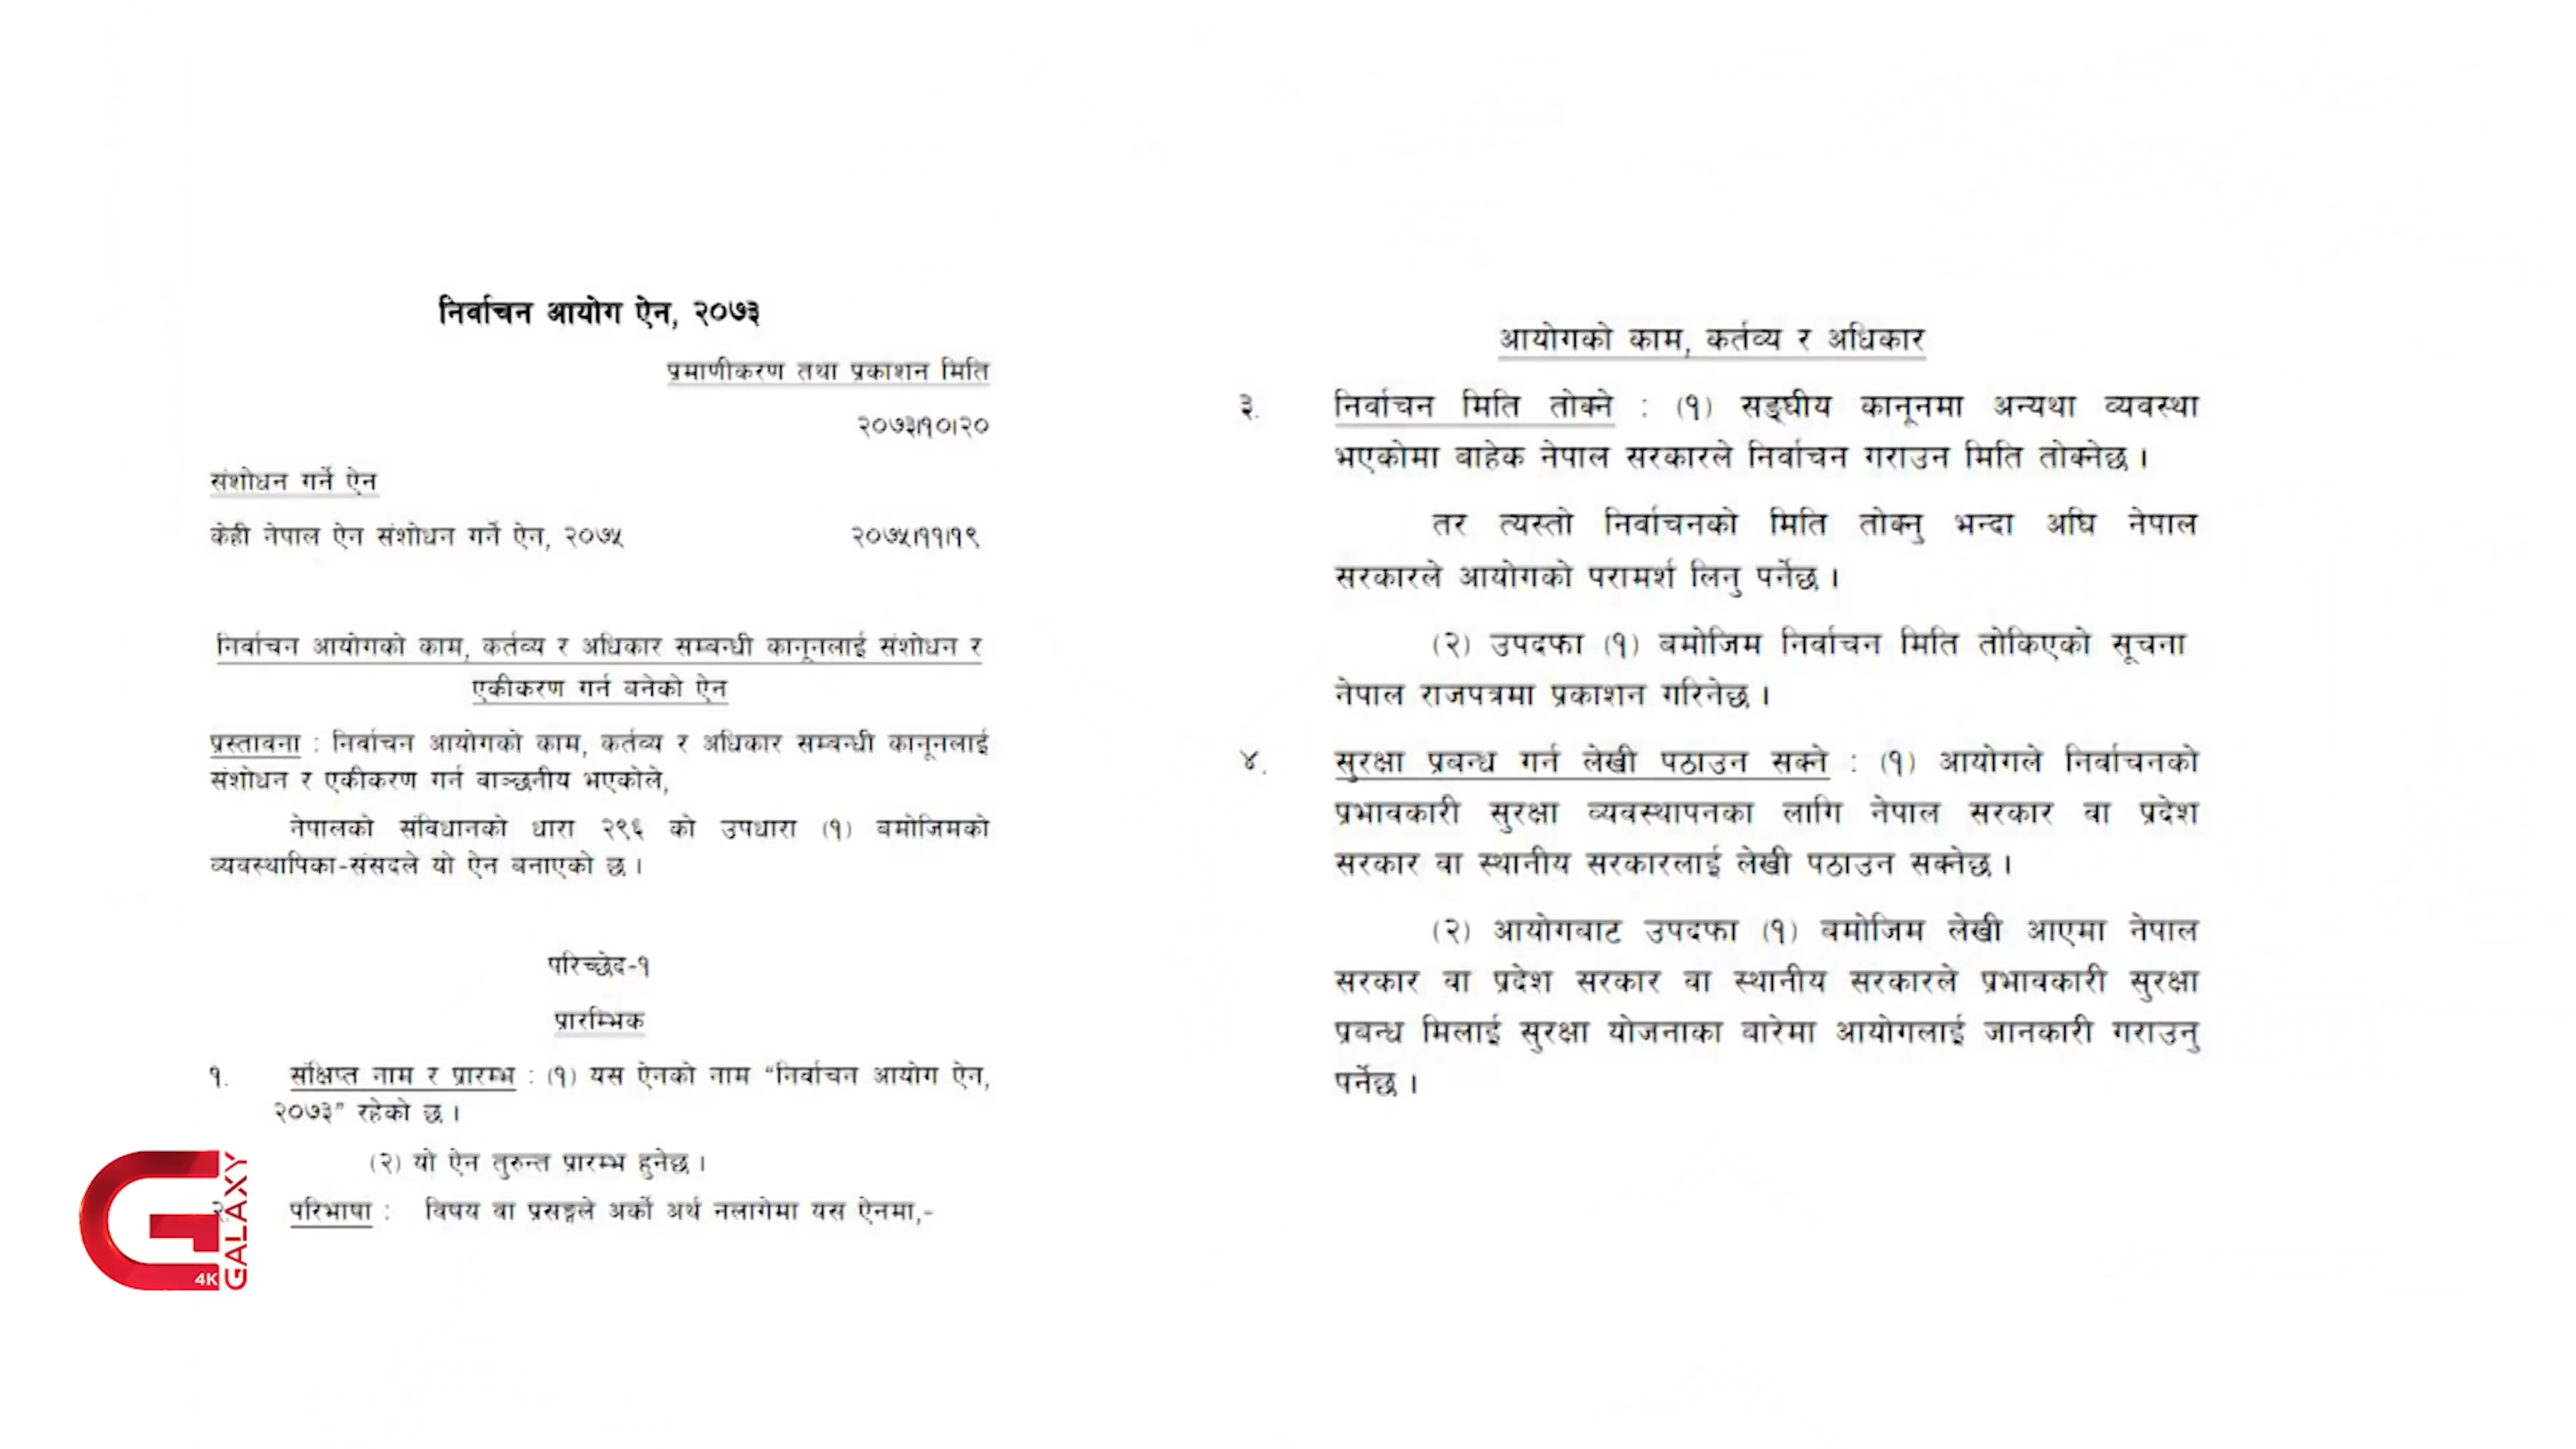 निर्वाचन आयोग ऐन, २०७३
प्रमाणीकरण तथा प्रकाशन मिति
२०७३।१०।२०
संशोधन गर्ने ऐन
केही नेपाल ऐन संशोधन गर्ने ऐन, २०७५ २०७५।११।१९
निर्वाचन आयोगको काम, कर्तव्य र अधिकार सम्बन्धी कानूनलाई संशोधन र
एकीकरण गर्न बनेको ऐन
प्रस्तावना : निर्वाचन आयोगको काम, कर्तव्य र अधिकार सम्बन्धी कानूनलाई
संशोधन र एकीकरण गर्न वाञ्छनीय भएकोले,
नेपालको संविधानको धारा २९६ को उपधारा (१) बमोजिमको
व्यवस्थापिका-संसदले यो ऐन बनाएको छ ।
परिच्छेद-१
प्रारम्भिक
१. संक्षिप्त नाम र प्रारम्भ : (१) यस ऐनको नाम "निर्वाचन आयोग ऐन,
२०७३" रहेको छ ।
(२) यो ऐन तुरुन्त प्रारम्भ हुनेछ ।
२. परिभाषा : विषय वा प्रसङ्गले अर्को अर्थ नलागेमा यस ऐनमा,-
आयोगको काम, कर्तव्य र अधिकार
३. निर्वाचन मिति तोक्ने : (१) सङ्घीय कानूनमा अन्यथा व्यवस्था
भएकोमा बाहेक नेपाल सरकारले निर्वाचन गराउन मिति तोक्नेछ ।
तर त्यस्तो निर्वाचनको मिति तोक्नु भन्दा अघि नेपाल
सरकारले आयोगको परामर्श लिनु पर्नेछ ।
(२) उपदफा (१) बमोजिम निर्वाचन मिति तोकिएको सूचना
नेपाल राजपत्रमा प्रकाशन गरिनेछ ।
४. सुरक्षा प्रबन्ध गर्न लेखी पठाउन सक्ने : (१) आयोगले निर्वाचनको
प्रभावकारी सुरक्षा व्यवस्थापनका लागि नेपाल सरकार वा प्रदेश
सरकार वा स्थानीय सरकारलाई लेखी पठाउन सक्नेछ ।
(२) आयोगबाट उपदफा (१) बमोजिम लेखी आएमा नेपाल
सरकार वा प्रदेश सरकार वा स्थानीय सरकारले प्रभावकारी सुरक्षा
प्रबन्ध मिलाई सुरक्षा योजनाका बारेमा आयोगलाई जानकारी गराउनु
पर्नेछ ।
4K
GALAXY